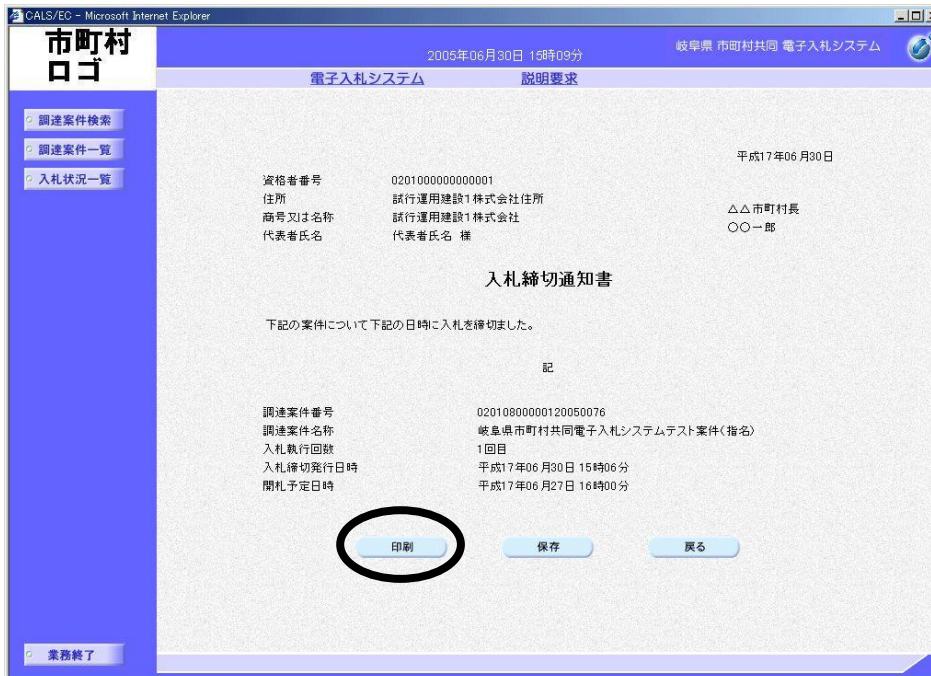 CALS/EC - Microsoft Internet Explorer
市町村
ロゴ
2005年06月30日 15時09分
岐阜県 市町村共同 電子入札システム
電子入札システム 説明要求
調達案件検索
調達案件一覧
入札状況一覧
平成17年06月30日
資格者番号 0201000000000001
住所 試行運用建設1株式会社住所
商号又は名称 試行運用建設1株式会社
代表者氏名 代表者氏名 様
△△市町村長
○○一郎
入札締切通知書
下記の案件について下記の日時に入札を締切ました。
記
調達案件番号 02010800000120050076
調達案件名称 岐阜県市町村共同電子入札システムテスト案件(指名)
入札執行回数 1回目
入札締切発行日時 平成17年06月30日 15時06分
開札予定日時 平成17年06月27日 16時00分
印刷 保存 戻る
業務終了